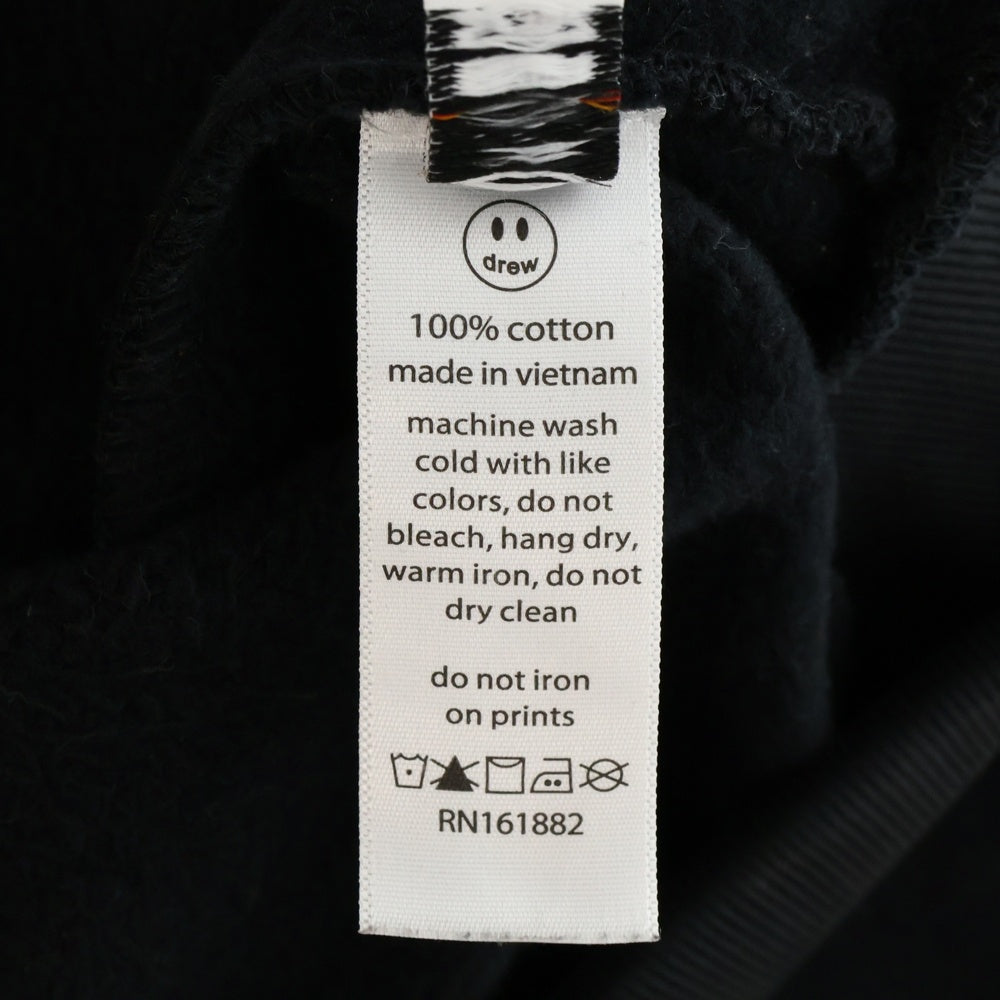 drew
100% cotton
made in vietnam
machine wash
cold with like
colors, do not
bleach, hang dry,
warm iron, do not
dry clean
do not iron
on prints
RN161882